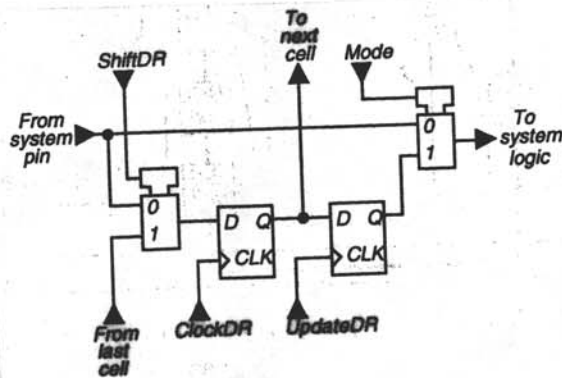 To
next
cell
ShiftDR
Mode
From
system
pin
0
1
To
system
logic
0
1
D Q
CLK
D Q
CLK
From
last
cell
ClockDR
UpdateDR